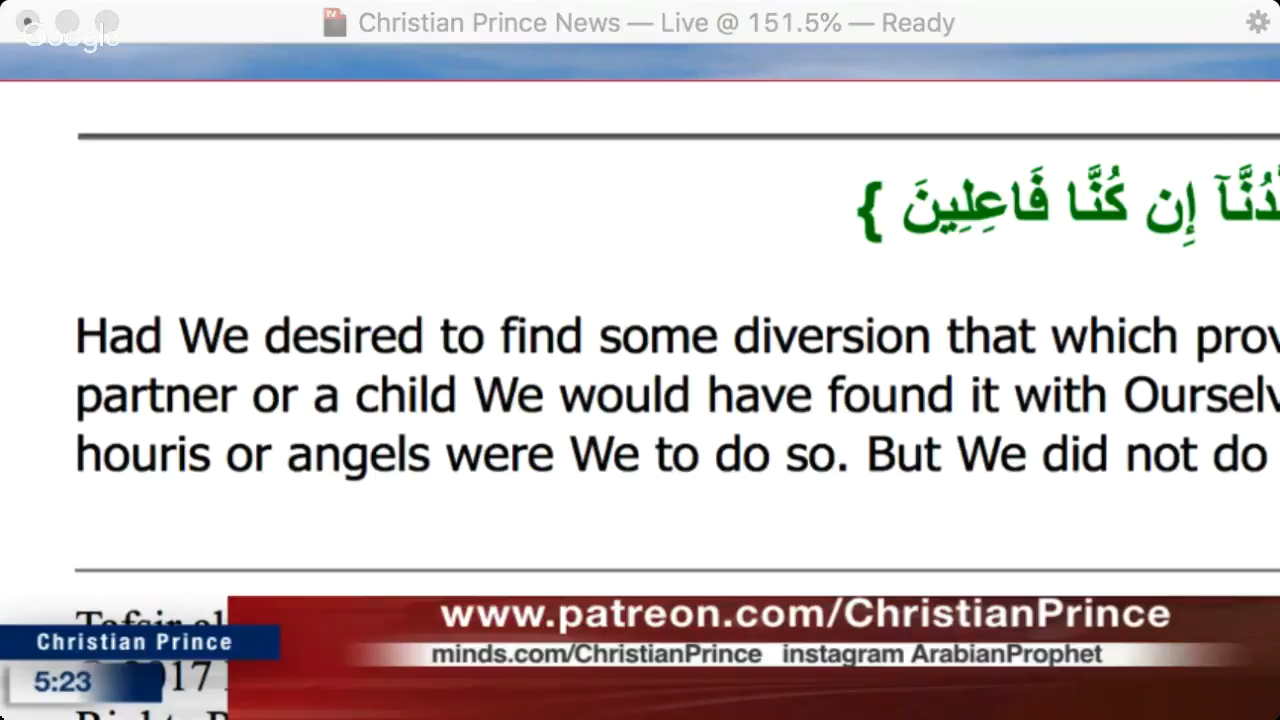 Christian Prince News — Live @ 151.5% — Ready
Google
إِن كُنَّا فَاعِلِينَ }
Had We desired to find some diversion that which
partner or a child We would have found it with
houris or angels were We to do so. But We did not do
Christian Prince
www.patreon.com/ChristianPrince
minds.com/ChristianPrince instagram ArabianProphet
5:23